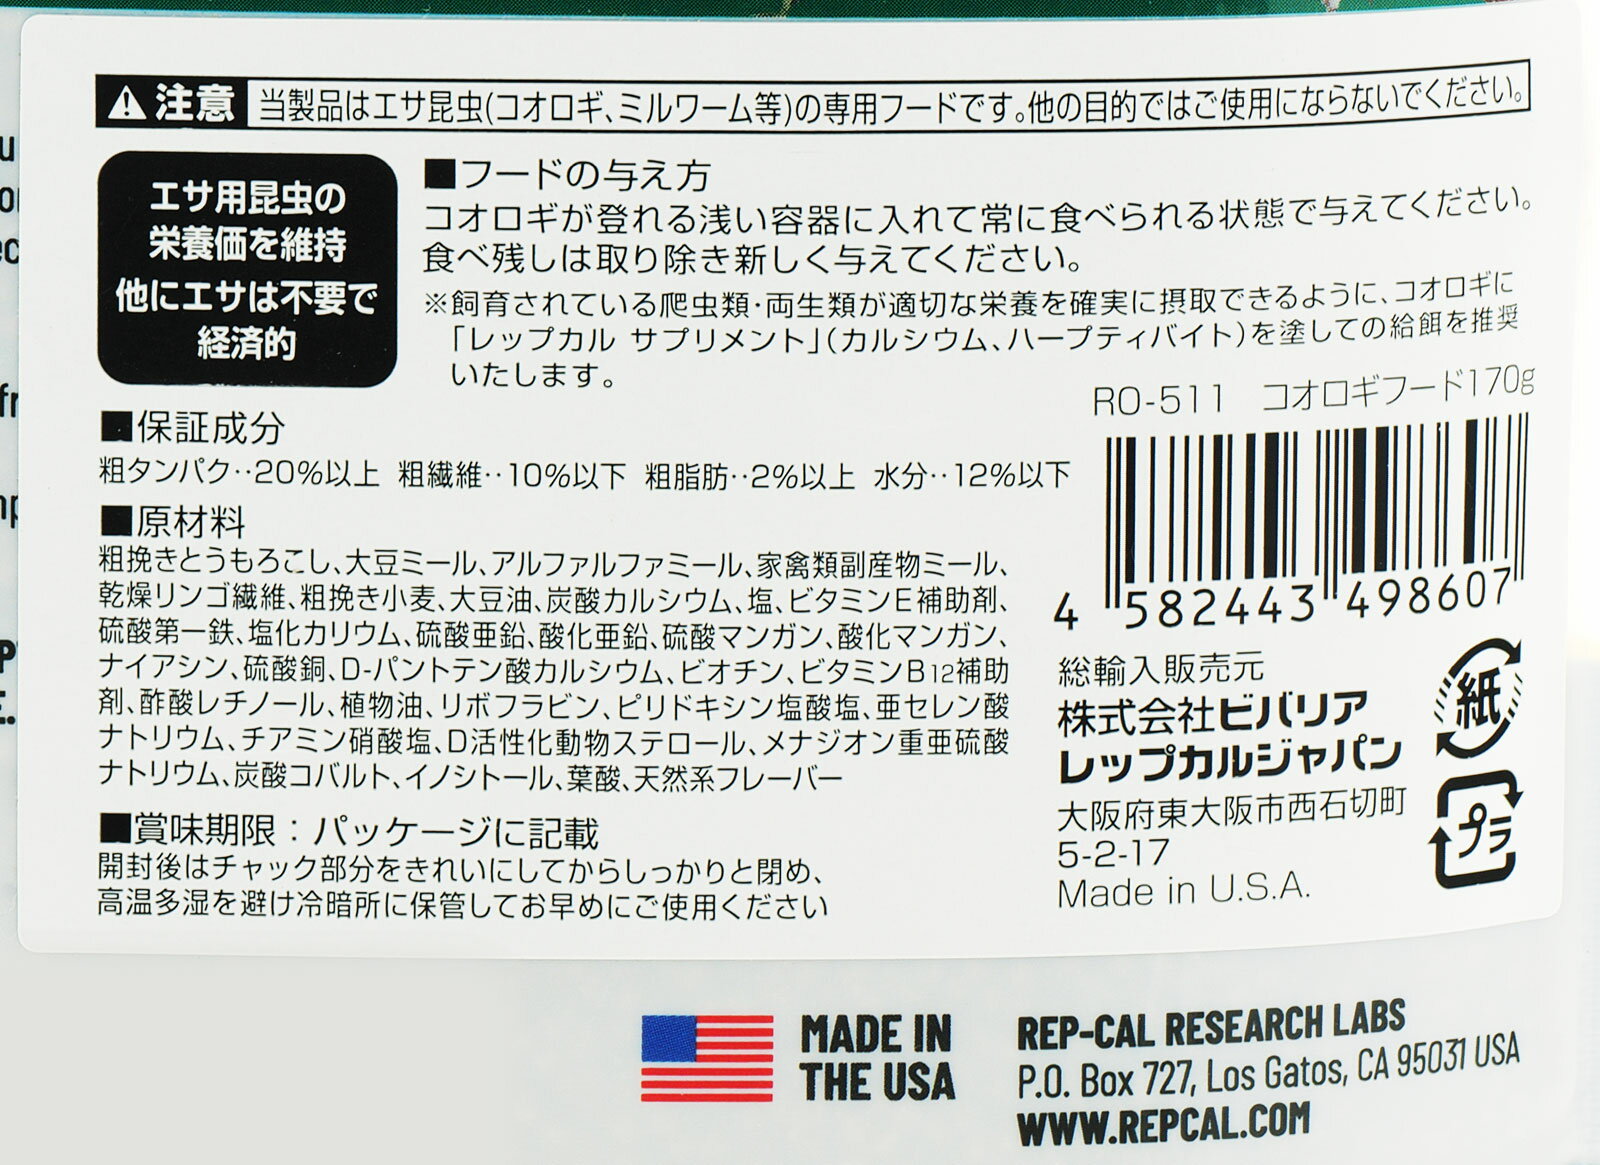 ⚠注意 当製品はエサ昆虫(コオロギ、ミルワーム等)の専用フードです。他の目的ではご使用にならないでください。
エサ用昆虫の
栄養価を維持
他にエサは不要で
経済的
■フードの与え方
コオロギが登れる浅い容器に入れて常に食べられる状態で与えてください。
食べ残しは取り除き新しく与えてください。
※飼育されている爬虫類・両生類が適切な栄養を確実に摂取できるように、コオロギに
「レップカル サプリメント」(カルシウム、ハープティバイト)を塗しての給餌を推奨
いたします。
■保証成分
粗タンパク‥20%以上 粗繊維‥10%以下 粗脂肪‥2%以上 水分‥12%以下
■原材料
粗挽きとうもろこし、大豆ミール、アルファルファミール、家禽類副産物ミール、
乾燥リンゴ繊維、粗挽き小麦、大豆油、炭酸カルシウム、塩、ビタミンE補助剤、
硫酸第一鉄、塩化カリウム、硫酸亜鉛、酸化亜鉛、硫酸マンガン、酸化マンガン、
ナイアシン、硫酸銅、D-パントテン酸カルシウム、ビオチン、ビタミンB12補助
剤、酢酸レチノール、植物油、リボフラビン、ピリドキシン塩酸塩、亜セレン酸
ナトリウム、チアミン硝酸塩、D活性化動物ステロール、メナジオン重亜硫酸
ナトリウム、炭酸コバルト、イノシトール、葉酸、天然系フレーバー
■賞味期限：パッケージに記載
開封後はチャック部分をきれいにしてからしっかりと閉め、
高温多湿を避け冷暗所に保管してお早めにご使用ください
RO-511 コオロギフード170g
4 582443 498607
総輸入販売元
株式会社ビバリア
レップカルジャパン
大阪府東大阪市西石切町
5-2-17
Made in U.S.A.
紙
プラ
MADE IN
THE USA
REP-CAL RESEARCH LABS
P.O. Box 727, Los Gatos, CA 95031 USA
WWW.REPCAL.COM